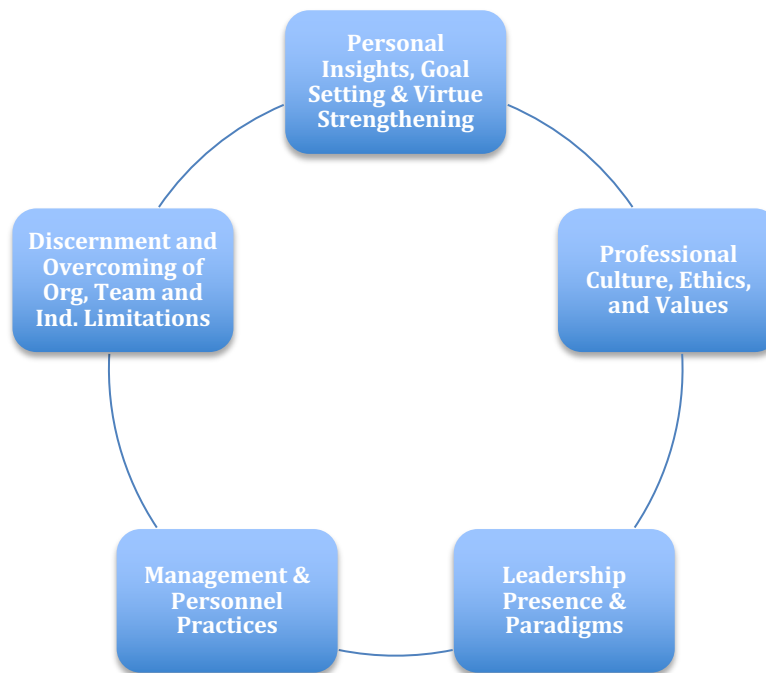 Personal
Insights, Goal
Setting & Virtue
Strengthening
Professional
Culture, Ethics,
and Values
Leadership
Presence &
Paradigms
Management &
Personnel
Practices
Discernment and
Overcoming of
Org, Team and
Ind. Limitations